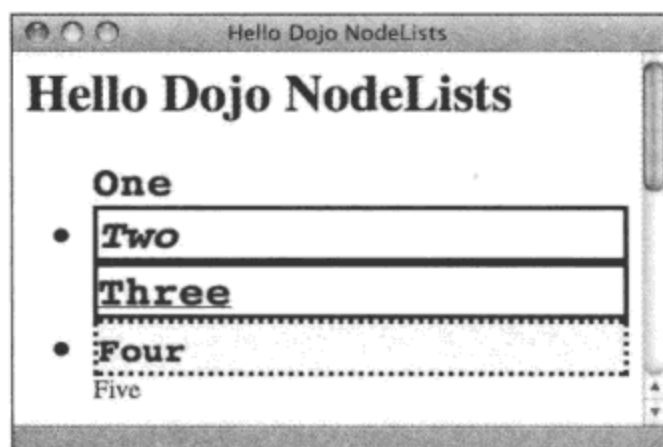 Hello Dojo NodeLists
Hello Dojo NodeLists
One
• Two
Three
• Four
Five